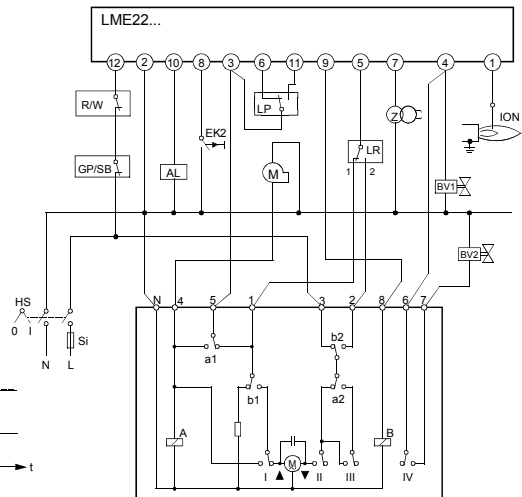 LME22...
12 2 10 8 3 6 11 9 5 7 4 1
R/W
LP
ION
EK2
Z
LR
GP/SB
AL
M
1 2
BV1
BV2
HS
N 4 5 1 3 2 8 6 7
0 I
Si
a1
b2
N L
b1
a2
A
B
M
I II III IV
t